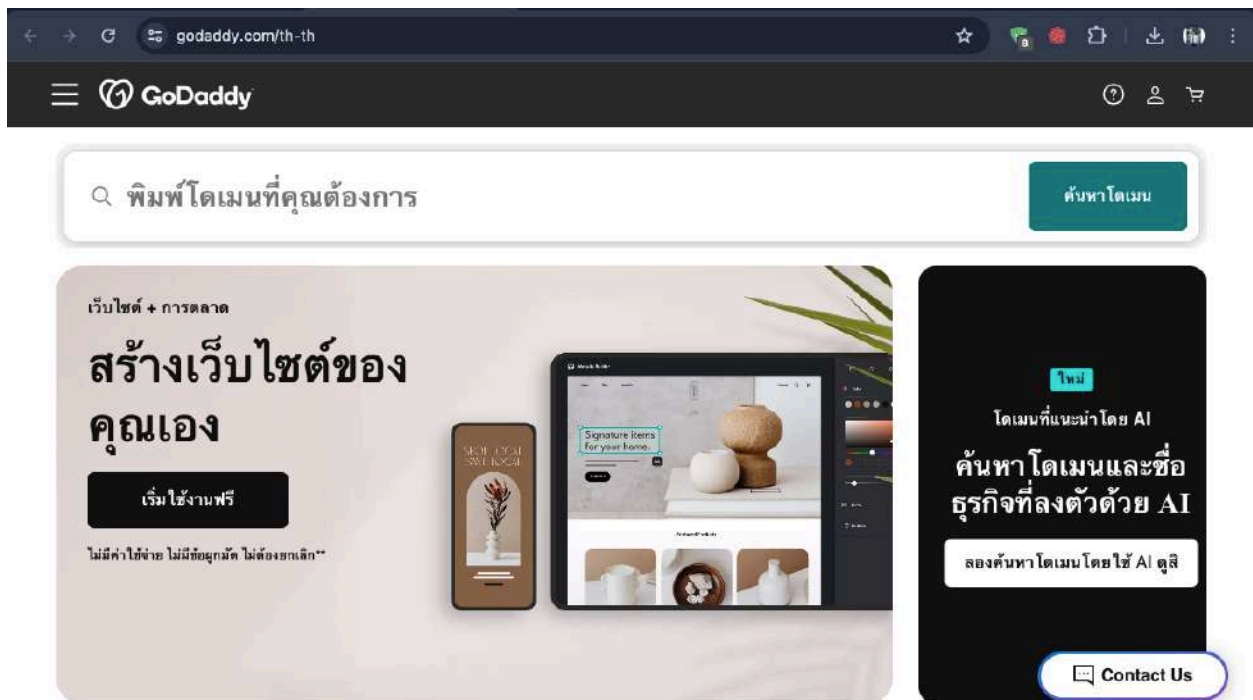 godaddy.com/th-th
GoDaddy
พิมพ์โดเมนที่คุณต้องการ
ค้นหาโดเมน
เว็บไซต์ + การตลาด
สร้างเว็บไซต์ของ
คุณเอง
เริ่มใช้งานฟรี
ไม่มีค่าใช้จ่าย ไม่มีข้อผูกมัด ไม่ต้องยกเลิก**
Signature items
for your home.
ใหม่
โดเมนที่แนะนำโดย AI
ค้นหาโดเมนและชื่อ
ธุรกิจที่ลงตัวด้วย AI
ลองค้นหาโดเมนโดยใช้ AI ดูสิ
Contact Us